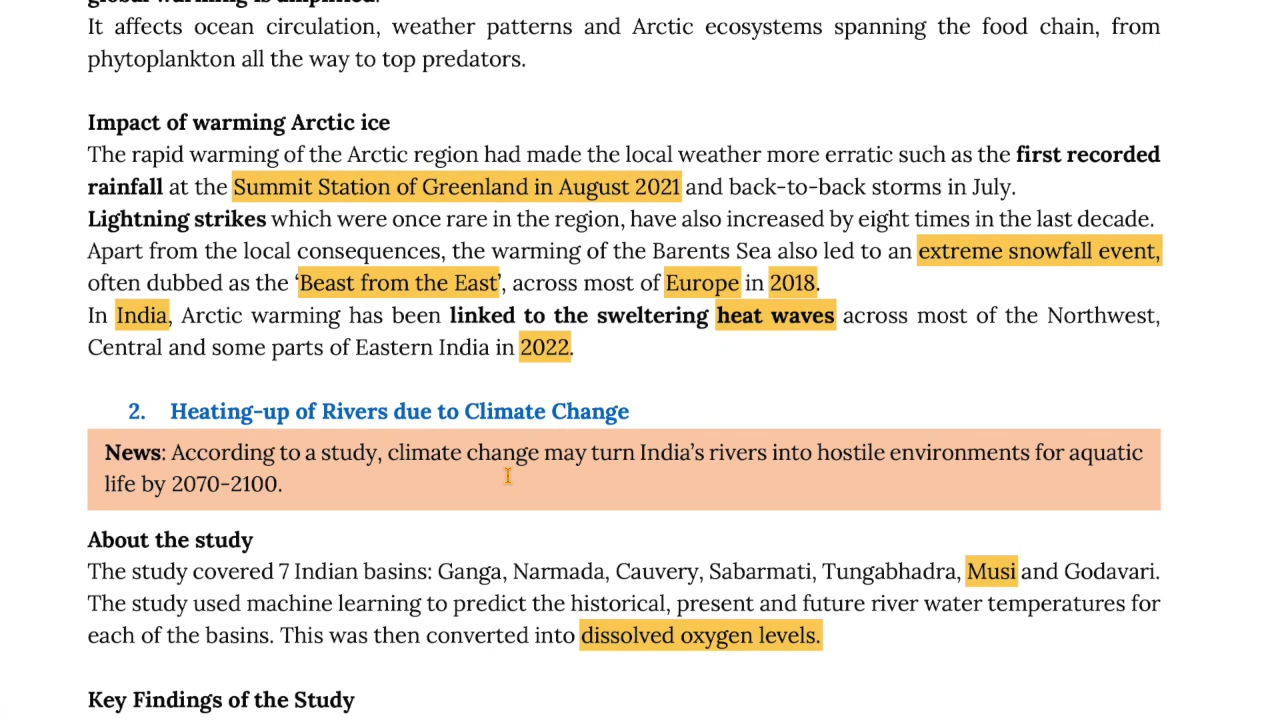 global warming is amplified.
It affects ocean circulation, weather patterns and Arctic ecosystems spanning the food chain, from
phytoplankton all the way to top predators.
Impact of warming Arctic ice
The rapid warming of the Arctic region had made the local weather more erratic such as the first recorded
rainfall at the Summit Station of Greenland in August 2021 and back-to-back storms in July.
Lightning strikes which were once rare in the region, have also increased by eight times in the last decade.
Apart from the local consequences, the warming of the Barents Sea also led to an extreme snowfall event,
often dubbed as the ‘Beast from the East’, across most of Europe in 2018.
In India, Arctic warming has been linked to the sweltering heat waves across most of the Northwest,
Central and some parts of Eastern India in 2022.
2. Heating-up of Rivers due to Climate Change
News: According to a study, climate change may turn India’s rivers into hostile environments for aquatic
life by 2070-2100.
About the study
The study covered 7 Indian basins: Ganga, Narmada, Cauvery, Sabarmati, Tungabhadra, Musi and Godavari.
The study used machine learning to predict the historical, present and future river water temperatures for
each of the basins. This was then converted into dissolved oxygen levels.
Key Findings of the Study